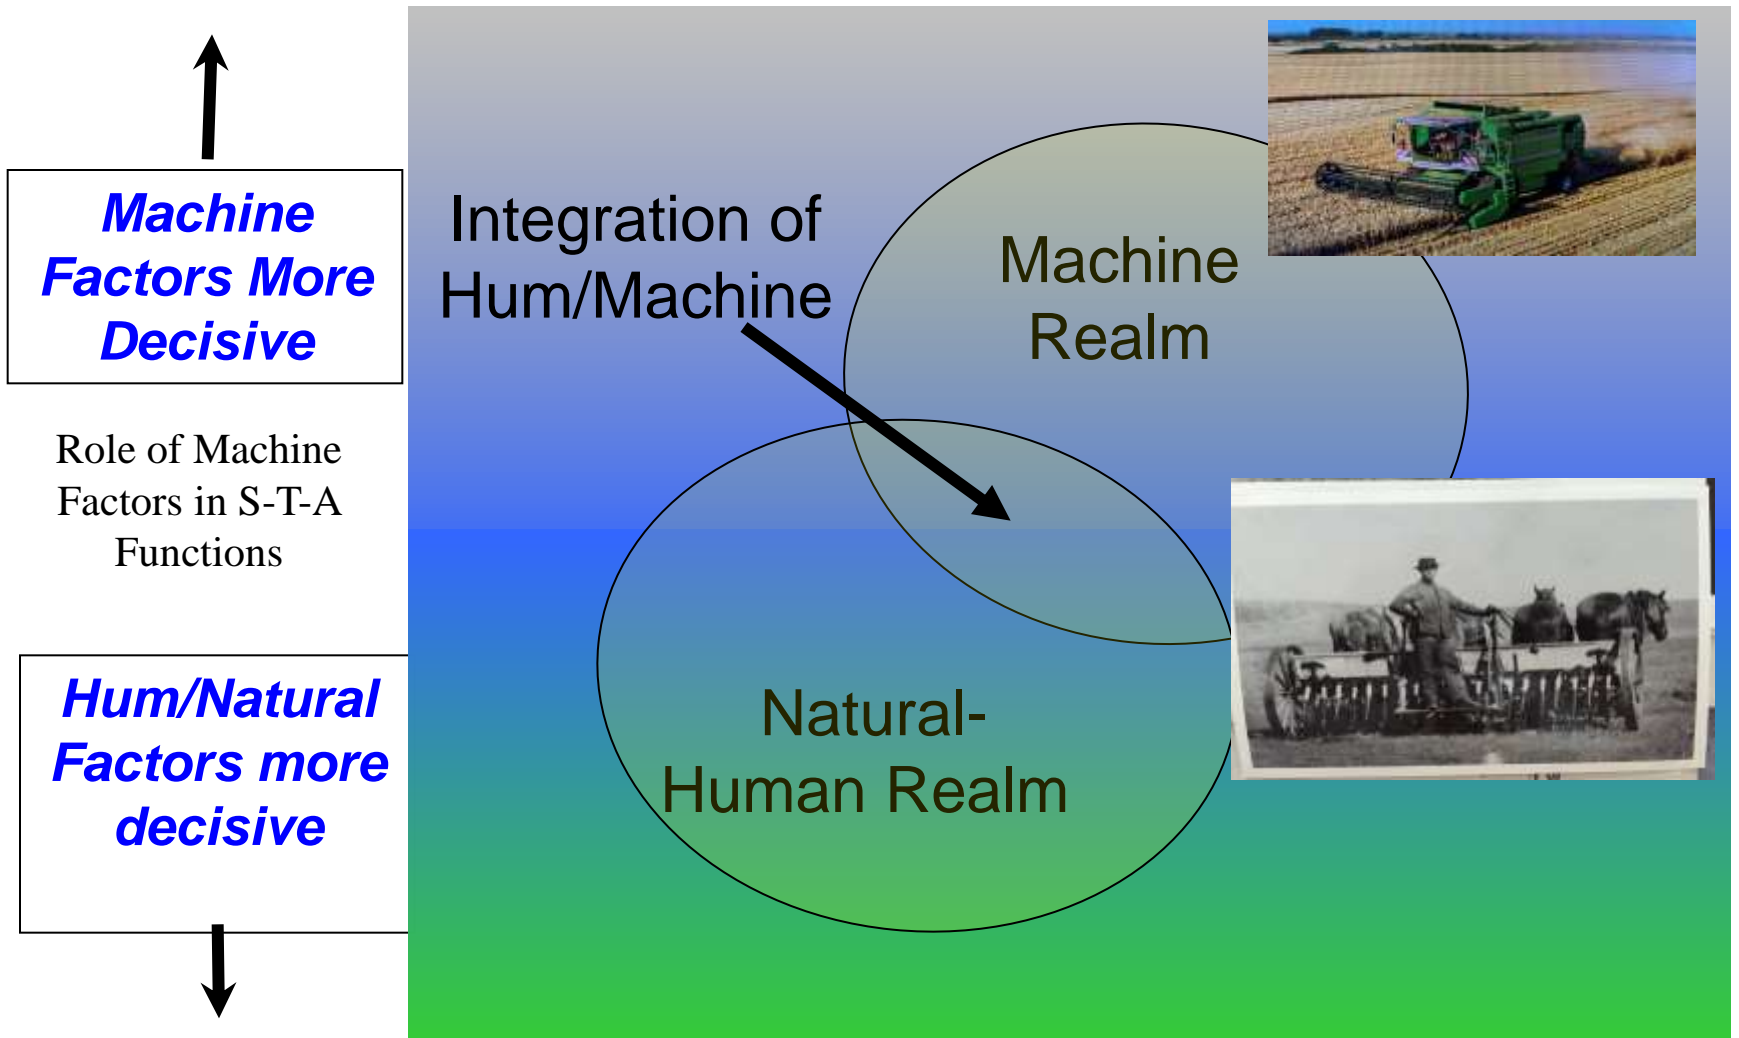 Machine
Factors More
Decisive
Role of Machine
Factors in S-T-A
Functions
Hum/Natural
Factors more
decisive
Integration of
Hum/Machine
Machine
Realm
Natural-
Human Realm